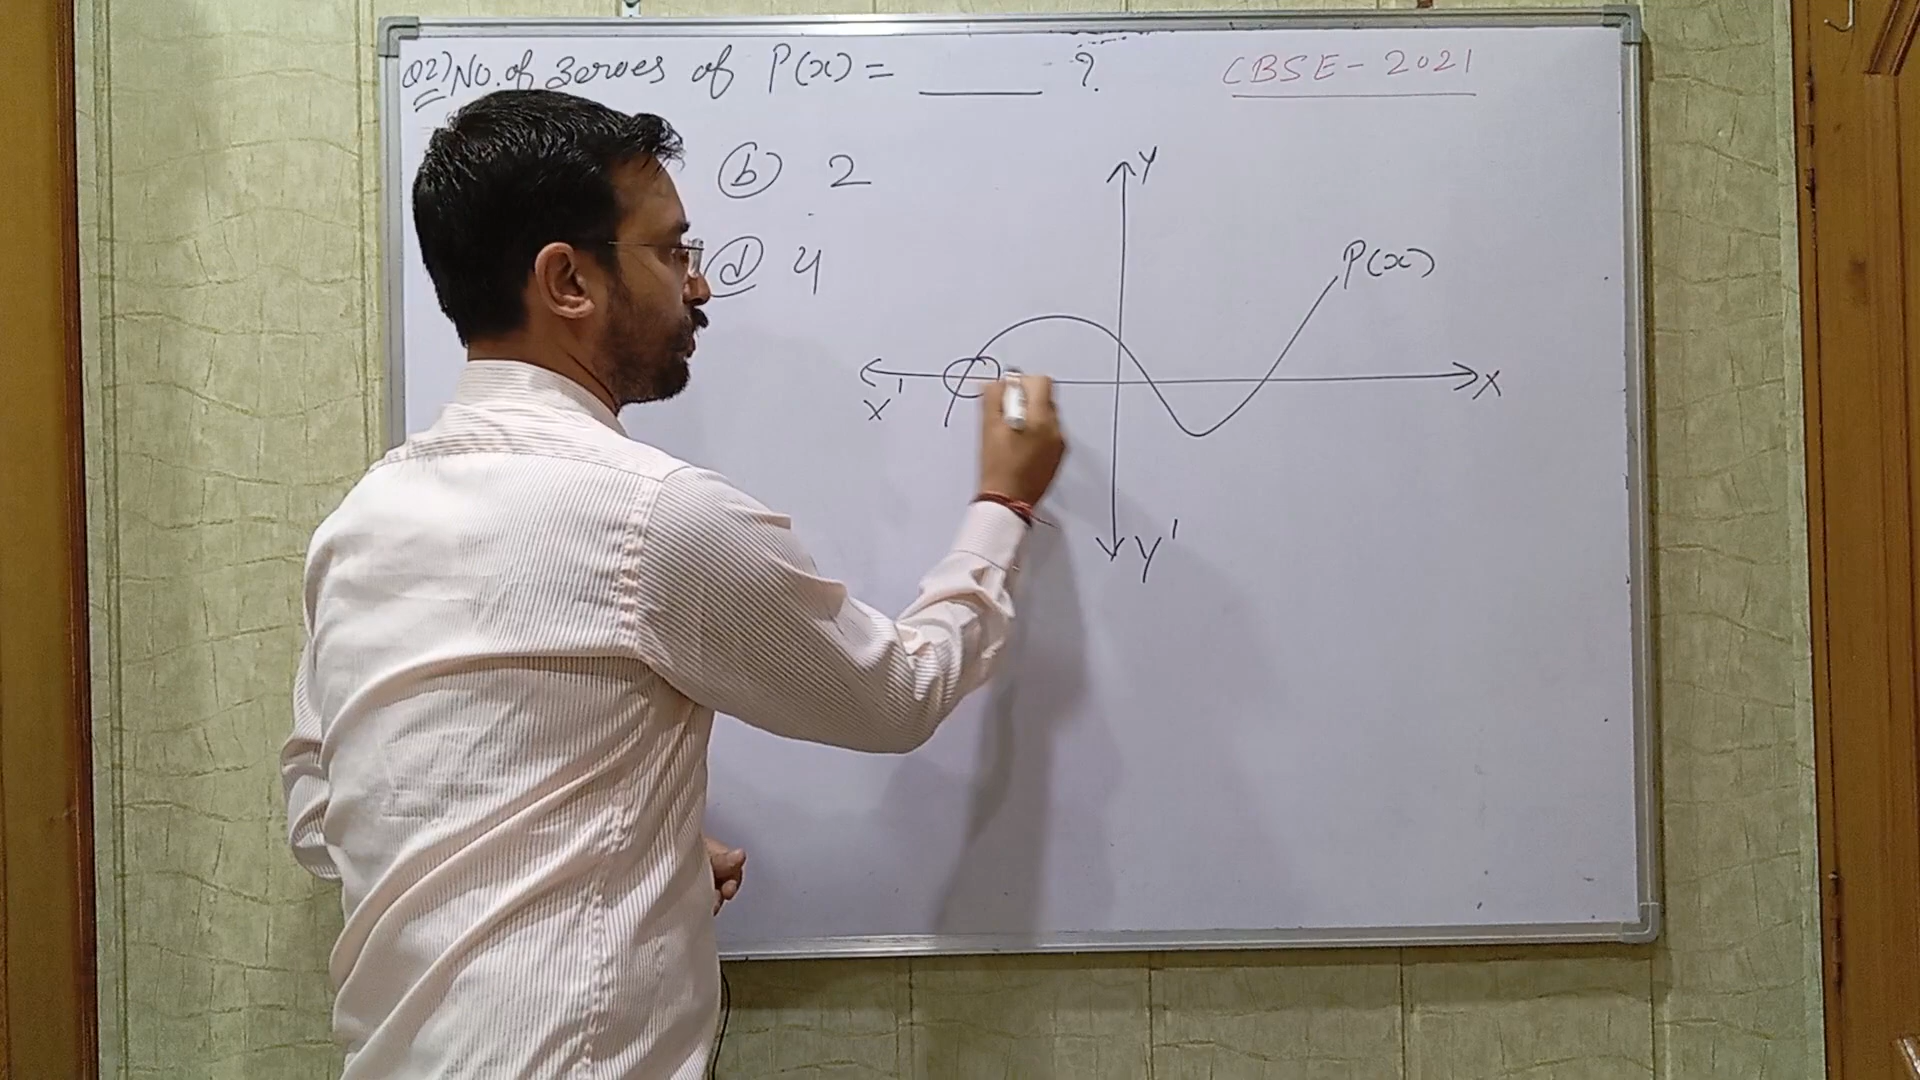 Q2) No. of zeroes of P(x) = ____ ? CBSE - 2021
(b) 2
(d) 4
Y
P(x)
X'
X
Y'